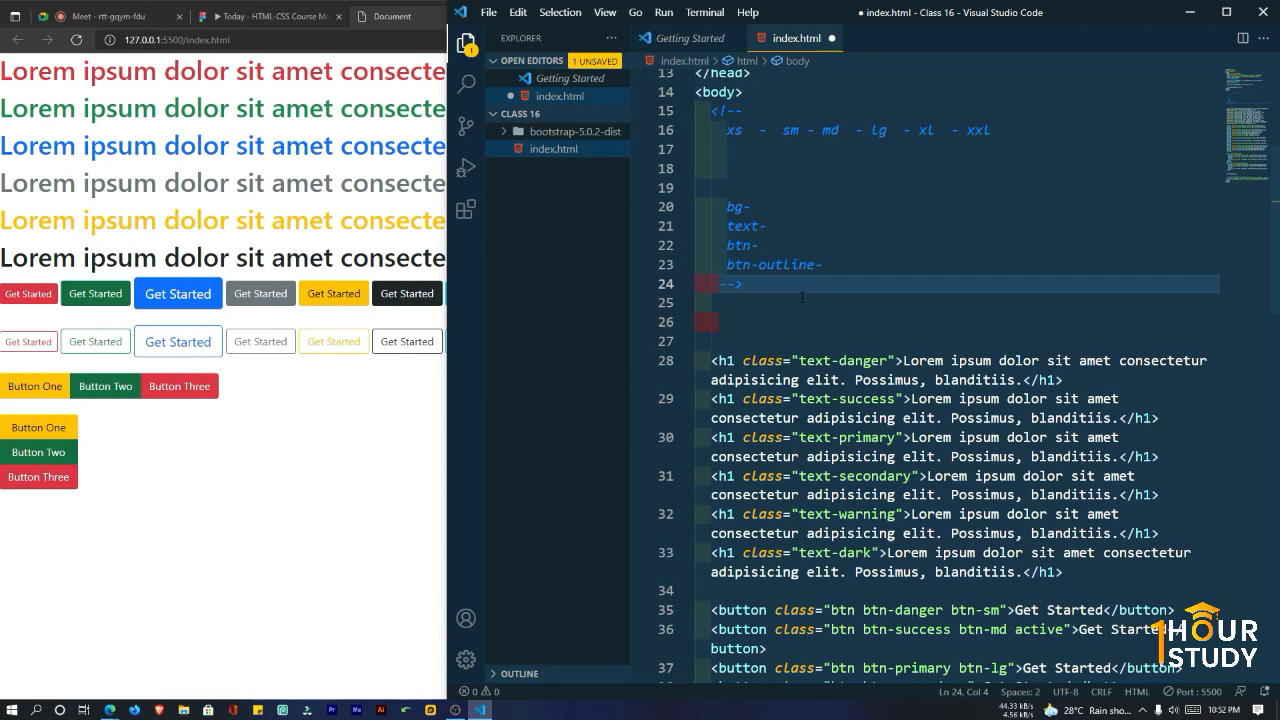 Meet - rtt-gqym-fdu
Today - HTML-CSS Course M
Document
127.0.0.1:5500/index.html
Lorem ipsum dolor sit amet consecte
Lorem ipsum dolor sit amet consecte
Lorem ipsum dolor sit amet consecte
Lorem ipsum dolor sit amet consecte
Lorem ipsum dolor sit amet consecte
Lorem ipsum dolor sit amet consecte
Get Started Get Started Get Started Get Started Get Started Get Started
Get Started Get Started Get Started Get Started Get Started Get Started
Button One Button Two Button Three
Button One
Button Two
Button Three
File Edit Selection View Go Run Terminal Help
● index.html - Class 16 - Visual Studio Code
EXPLORER
OPEN EDITORS 1 UNSAVED
Getting Started
index.html
CLASS 16
bootstrap-5.0.2-dist
index.html
OUTLINE
1
Getting Started
index.html
index.html > html > body
13 </head>
14 <body>
15 <!--
16 xs - sm - md - lg - xl - xxl
17
18
19
20 bg-
21 text-
22 btn-
23 btn-outline-
24 -->
25
26
27
28 <h1 class="text-danger">Lorem ipsum dolor sit amet consectetur
adipisicing elit. Possimus, blanditiis.</h1>
29 <h1 class="text-success">Lorem ipsum dolor sit amet
consectetur adipisicing elit. Possimus, blanditiis.</h1>
30 <h1 class="text-primary">Lorem ipsum dolor sit amet
consectetur adipisicing elit. Possimus, blanditiis.</h1>
31 <h1 class="text-secondary">Lorem ipsum dolor sit amet
consectetur adipisicing elit. Possimus, blanditiis.</h1>
32 <h1 class="text-warning">Lorem ipsum dolor sit amet
consectetur adipisicing elit. Possimus, blanditiis.</h1>
33 <h1 class="text-dark">Lorem ipsum dolor sit amet consectetur
adipisicing elit. Possimus, blanditiis.</h1>
34
35 <button class="btn btn-danger btn-sm">Get Started</button>
36 <button class="btn btn-success btn-md active">Get Started
button>
37 <button class="btn btn-primary btn-lg">Get Started</button>
1HOUR
STUDY
0 0
Ln 24, Col 4 Spaces: 2 UTF-8 CRLF HTML Port : 5500
44.33 KB/s
4.56 KB/s
28°C Rain sho...
10:52 PM